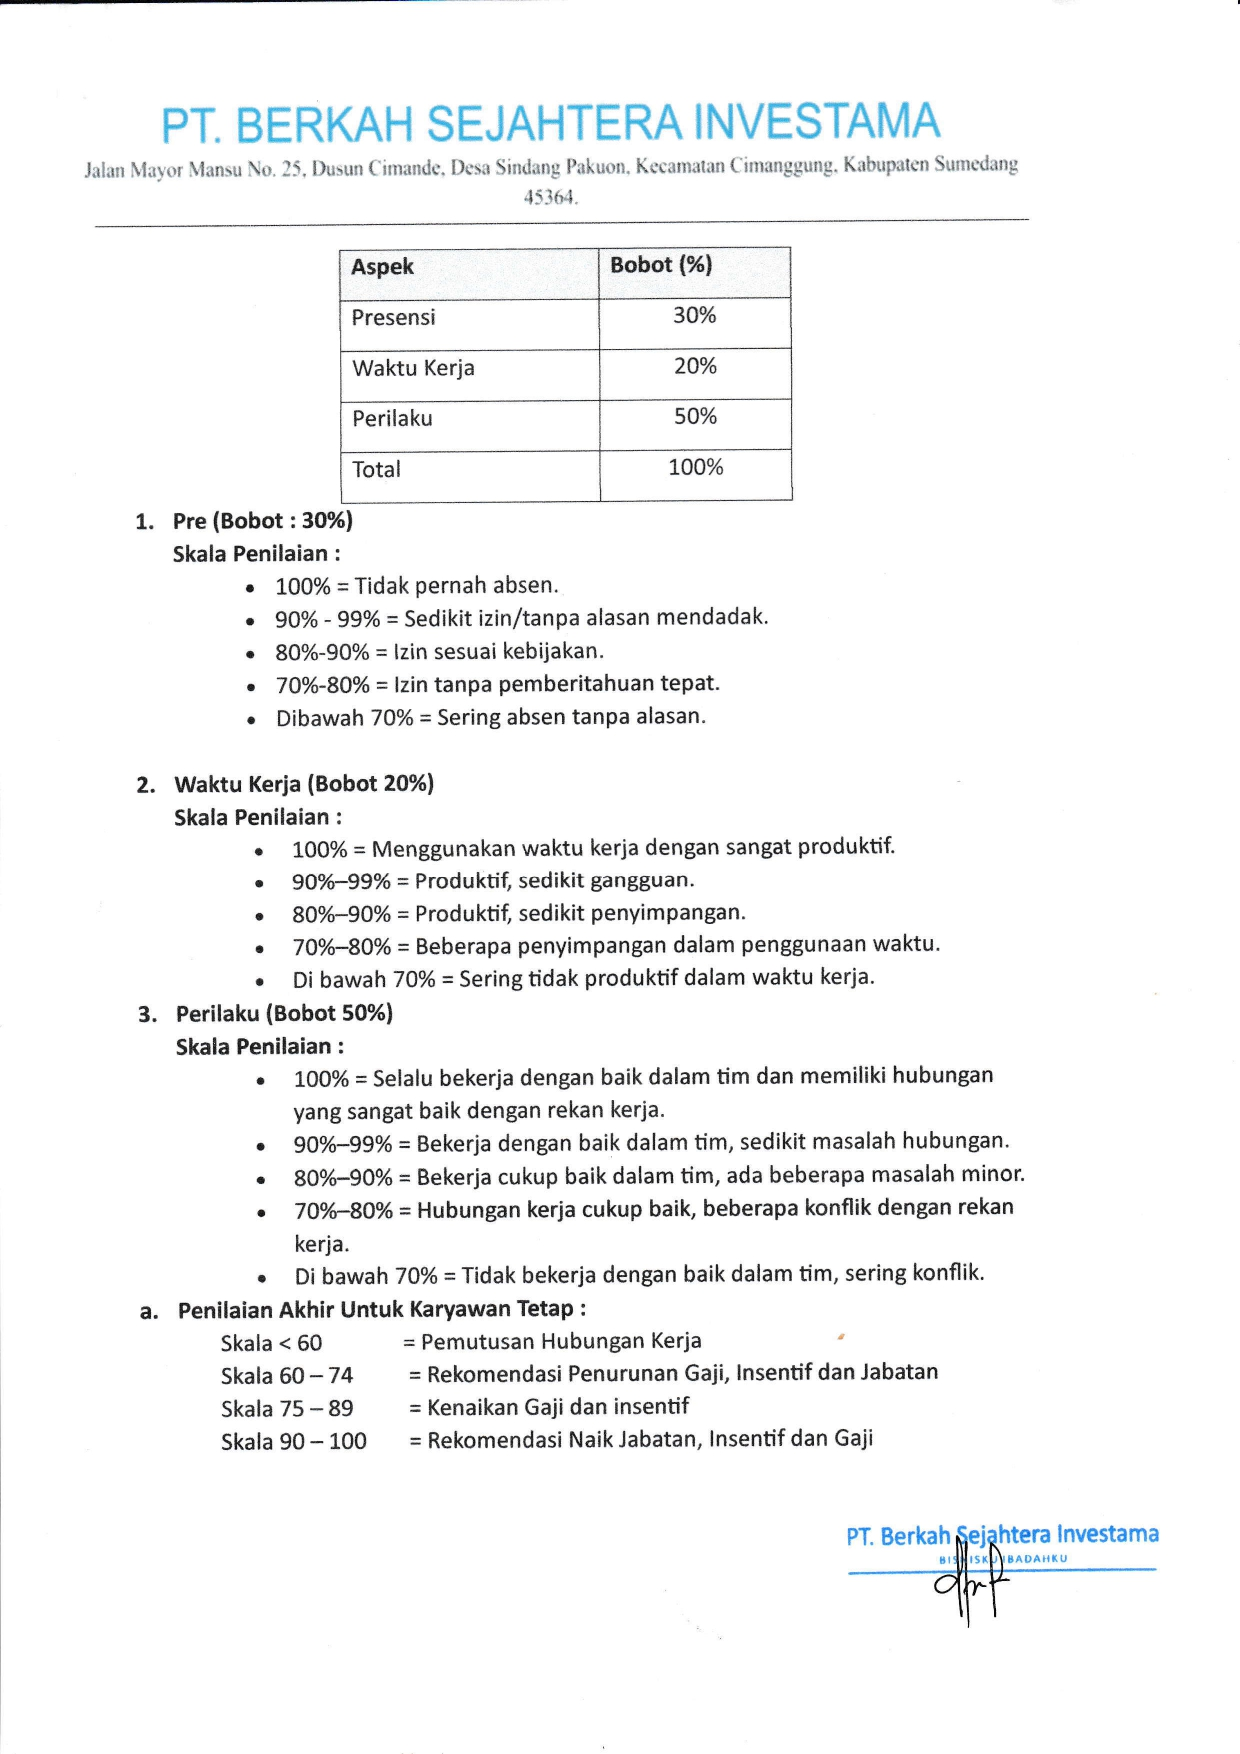 PT. BERKAH SEJAHTERA INVESTAMA
Jalan Mayor Mansu No. 25, Dusun Cimande, Desa Sindang Pakuon, Kecamatan Cimanggung, Kabupaten Sumedang
45364.
Aspek Bobot (%)
Presensi 30%
Waktu Kerja 20%
Perilaku 50%
Total 100%
1. Pre (Bobot : 30%)
Skala Penilaian :
• 100% = Tidak pernah absen.
• 90% - 99% = Sedikit izin/tanpa alasan mendadak.
• 80%-90% = Izin sesuai kebijakan.
• 70%-80% = Izin tanpa pemberitahuan tepat.
• Dibawah 70% = Sering absen tanpa alasan.
2. Waktu Kerja (Bobot 20%)
Skala Penilaian :
• 100% = Menggunakan waktu kerja dengan sangat produktif.
• 90%–99% = Produktif, sedikit gangguan.
• 80%–90% = Produktif, sedikit penyimpangan.
• 70%–80% = Beberapa penyimpangan dalam penggunaan waktu.
• Di bawah 70% = Sering tidak produktif dalam waktu kerja.
3. Perilaku (Bobot 50%)
Skala Penilaian :
• 100% = Selalu bekerja dengan baik dalam tim dan memiliki hubungan
yang sangat baik dengan rekan kerja.
• 90%–99% = Bekerja dengan baik dalam tim, sedikit masalah hubungan.
• 80%–90% = Bekerja cukup baik dalam tim, ada beberapa masalah minor.
• 70%–80% = Hubungan kerja cukup baik, beberapa konflik dengan rekan
kerja.
• Di bawah 70% = Tidak bekerja dengan baik dalam tim, sering konflik.
a. Penilaian Akhir Untuk Karyawan Tetap :
Skala < 60 = Pemutusan Hubungan Kerja
Skala 60 – 74 = Rekomendasi Penurunan Gaji, Insentif dan Jabatan
Skala 75 – 89 = Kenaikan Gaji dan insentif
Skala 90 – 100 = Rekomendasi Naik Jabatan, Insentif dan Gaji
PT. Berkah Sejahtera Investama
IBADAHKU